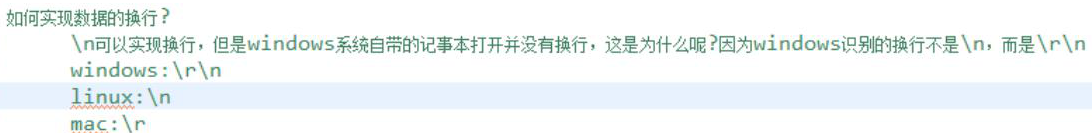 如何实现数据的换行?
\n可以实现换行，但是windows系统自带的记事本打开并没有换行，这是为什么呢?因为windows识别的换行不是\n，而是\r\n
windows:\r\n
linux:\n
mac:\r